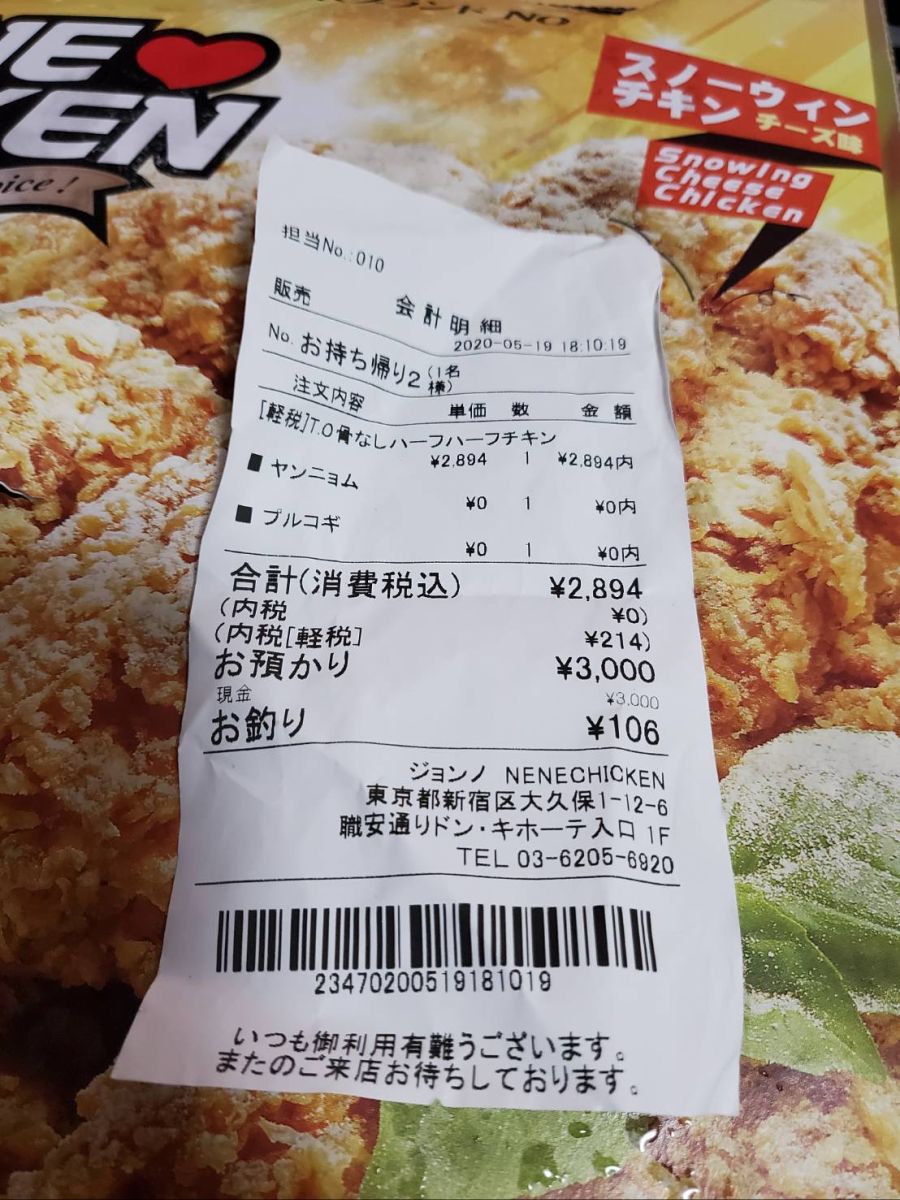 NO
スノーウィン
チキン チーズ味
Snowing
Cheese
Chicken
担当No.:010
販売 会計明細
2020-05-19 18:10:19
No. お持ち帰り2(1名様)
注文内容 単価 数 金額
[軽税]T.O骨なしハーフハーフチキン
¥2,894 1 ¥2,894内
■ ヤンニョム
¥0 1 ¥0内
■ プルコギ
¥0 1 ¥0内
合計(消費税込) ¥2,894
(内税 ¥0)
(内税[軽税] ¥214)
お預かり ¥3,000
現金 ¥3,000
お釣り ¥106
ジョンノ NENECHICKEN
東京都新宿区大久保1-12-6
職安通りドン・キホーテ入口 1F
TEL 03-6205-6920
23470200519181019
いつも御利用有難うございます。
またのご来店お待ちしております。